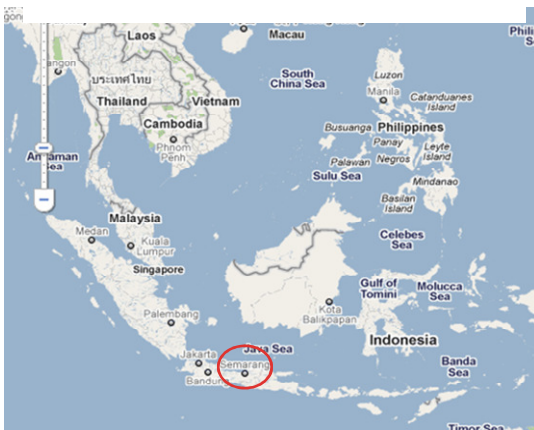 Laos
Macau
Phili
S
angon
ประเทศไทย
South
China Sea
Luzon
Manila
Thailand
Vietnam
Catanduanes
Island
Cambodia
Phnom
Penh
Busuanga
Philippines
Panay
Leyte
Island
Andaman
Sea
Palawan
Negros
Sulu Sea
Mindanao
Basilan
Island
Malaysia
Medan
Kuala
Lumpur
Celebes
Sea
Singapore
Gulf of
Tomini
Molucca
Sea
Palembang
Kota
Balikpapan
Indonesia
Java Sea
Jakarta
Semarang
Banda
Sea
Bandung
Timor Sea